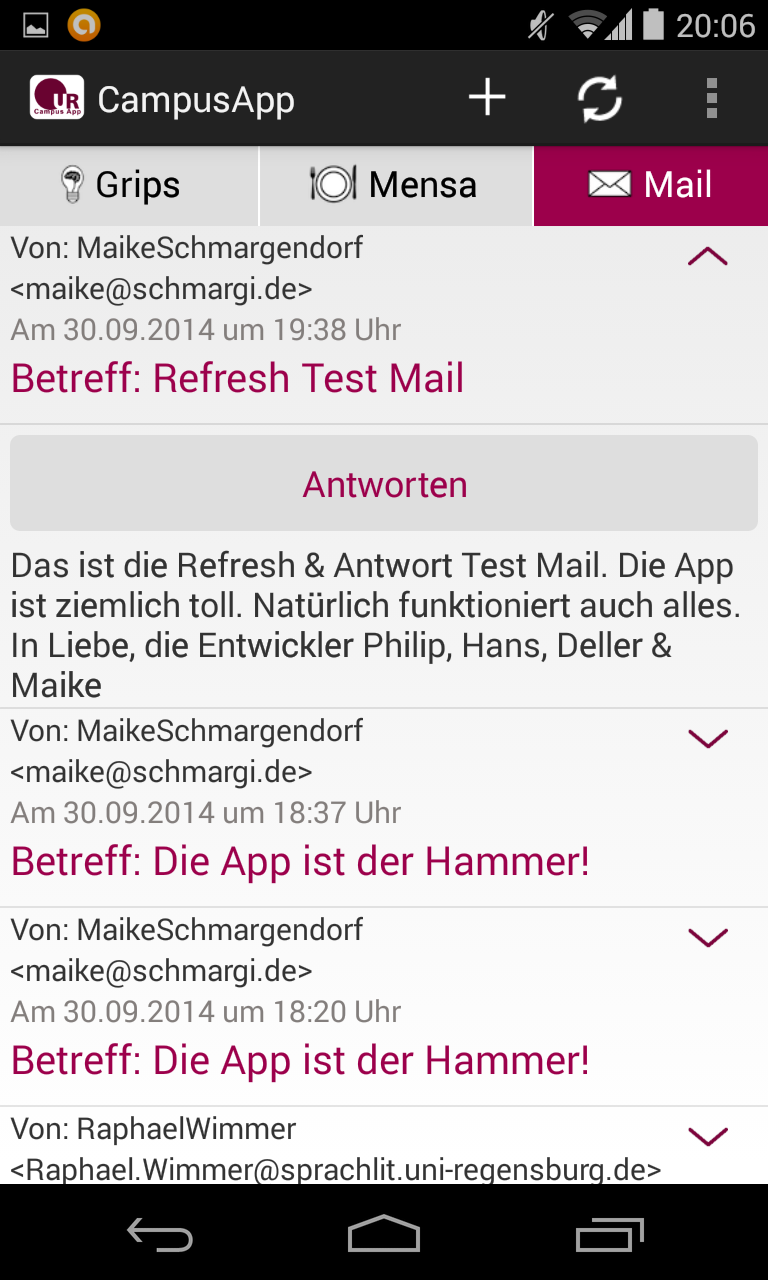 20:06
UR
Campus App
CampusApp
Grips
Mensa
Mail
Von: MaikeSchmargendorf
<maike@schmargi.de>
Am 30.09.2014 um 19:38 Uhr
Betreff: Refresh Test Mail
Antworten
Das ist die Refresh & Antwort Test Mail. Die App
ist ziemlich toll. Natürlich funktioniert auch alles.
In Liebe, die Entwickler Philip, Hans, Deller &
Maike
Von: MaikeSchmargendorf
<maike@schmargi.de>
Am 30.09.2014 um 18:37 Uhr
Betreff: Die App ist der Hammer!
Von: MaikeSchmargendorf
<maike@schmargi.de>
Am 30.09.2014 um 18:20 Uhr
Betreff: Die App ist der Hammer!
Von: RaphaelWimmer
<Raphael.Wimmer@sprachlit.uni-regensburg.de>